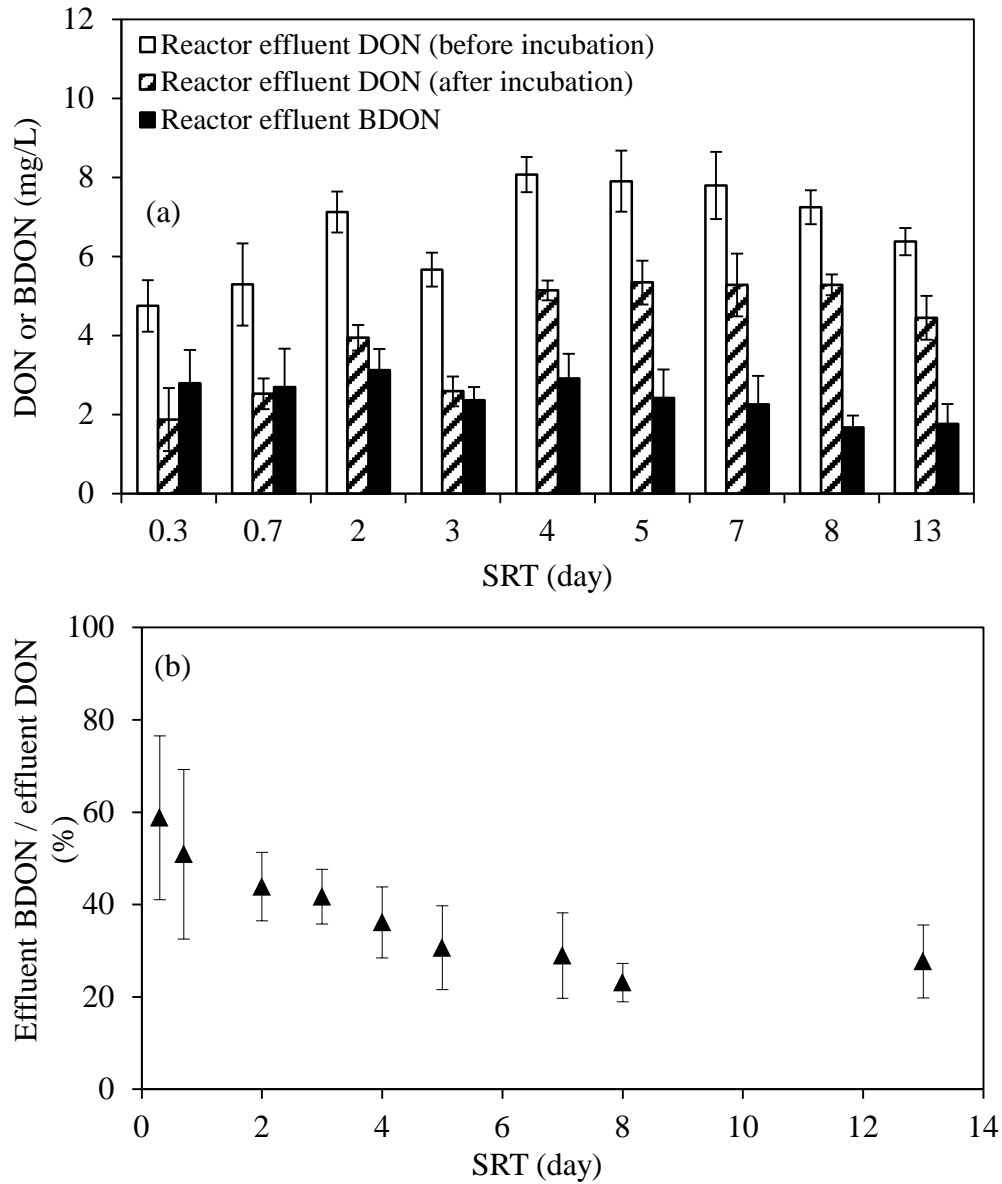 12
10
8
6
4
2
0
DON or BDON (mg/L)
Reactor effluent DON (before incubation)
Reactor effluent DON (after incubation)
Reactor effluent BDON
(a)
0.3 0.7 2 3 4 5 7 8 13
SRT (day)
100
80
60
40
20
0
Effluent BDON / effluent DON
(%)
(b)
0 2 4 6 8 10 12 14
SRT (day)